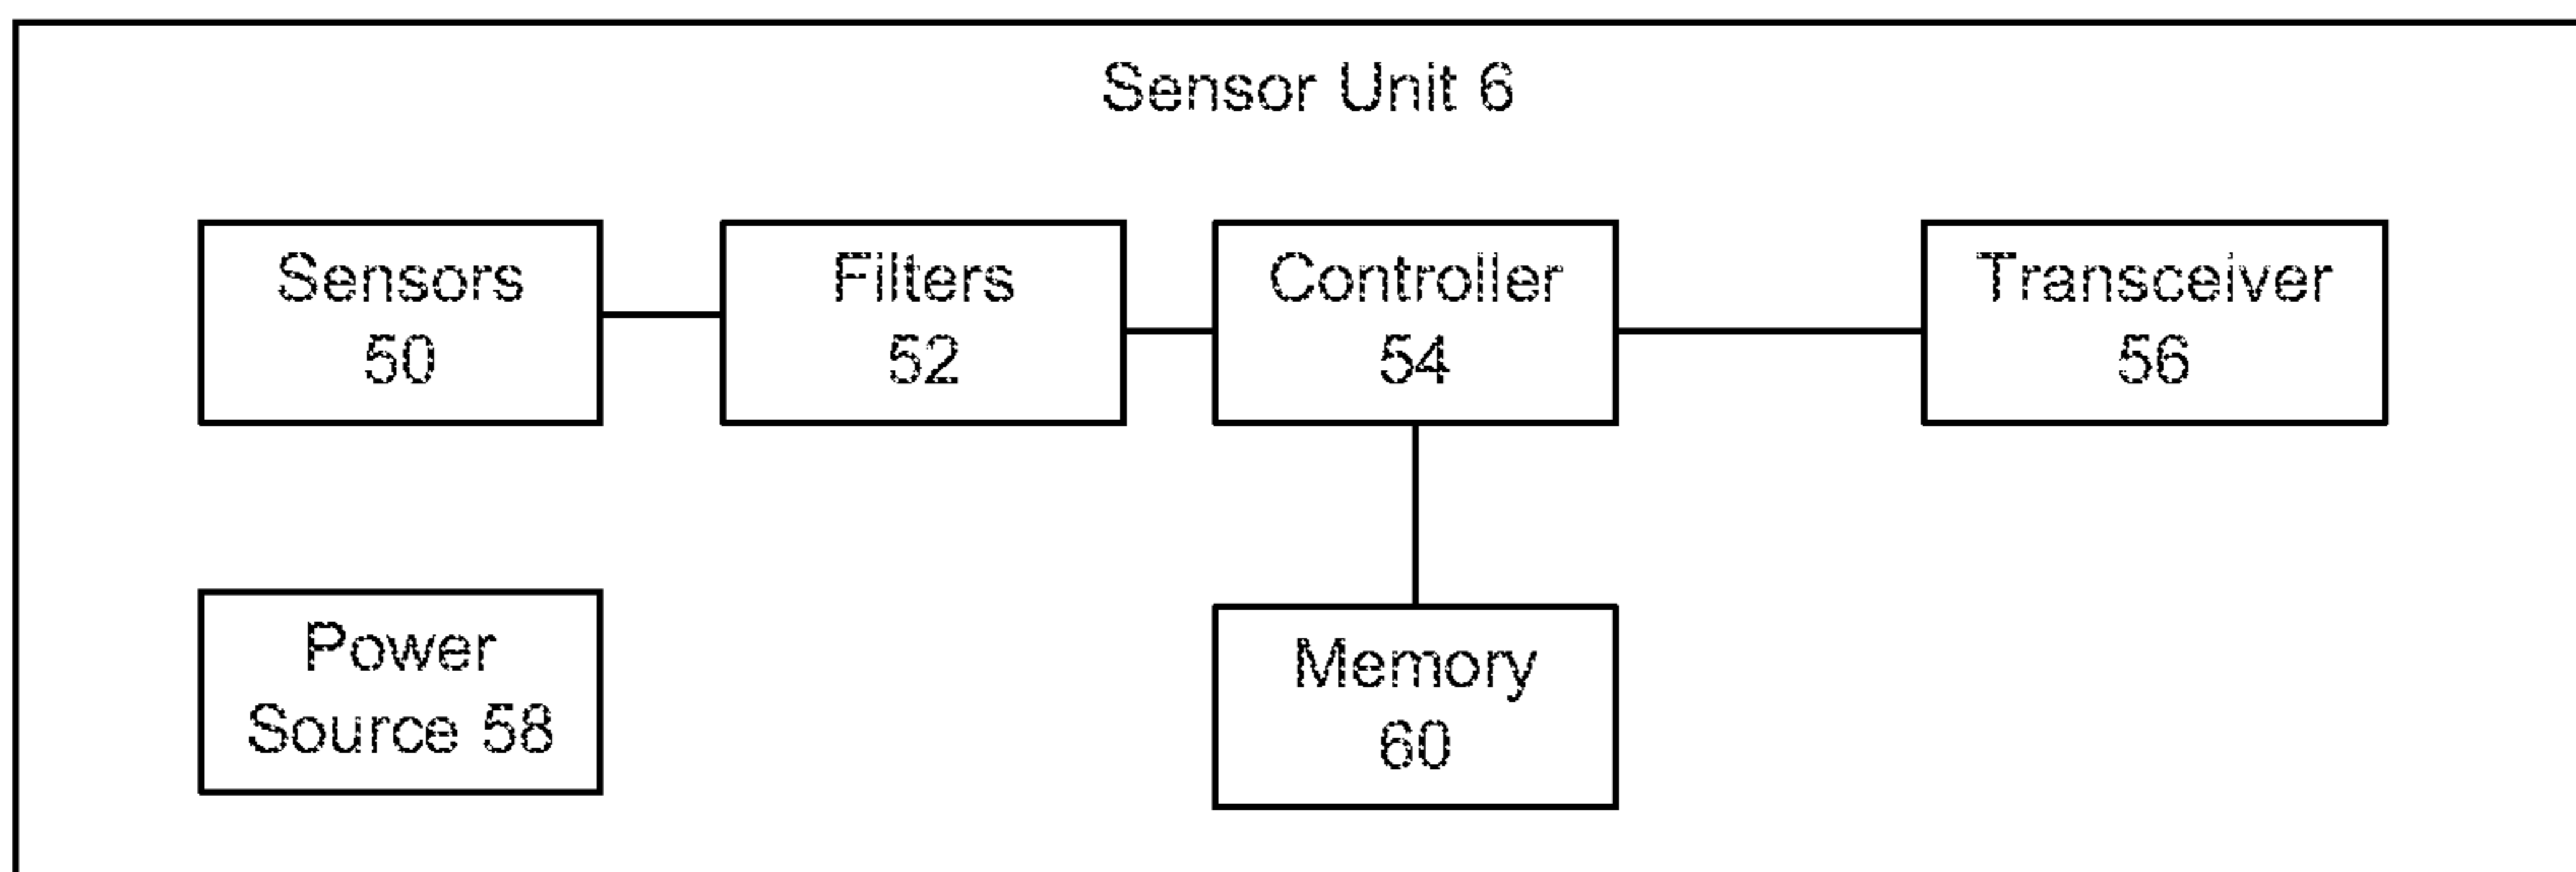 Sensor Unit 6
Sensors
50
Filters
52
Controller
54
Transceiver
56
Power
Source 58
Memory
60